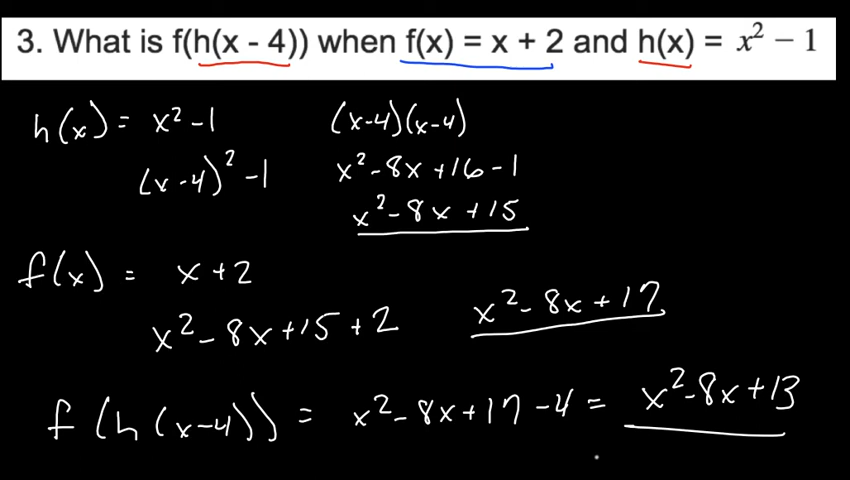 3. What is f(h(x - 4)) when f(x) = x + 2 and h(x) = x² − 1
h(x) = x² - 1
(x-4)(x-4)
(x-4)² - 1
x² - 8x + 16 - 1
x² - 8x + 15
f(x) = x + 2
x² - 8x + 15 + 2
x² - 8x + 17
f(h(x-4)) = x² - 8x + 17 - 4 = x² - 8x + 13